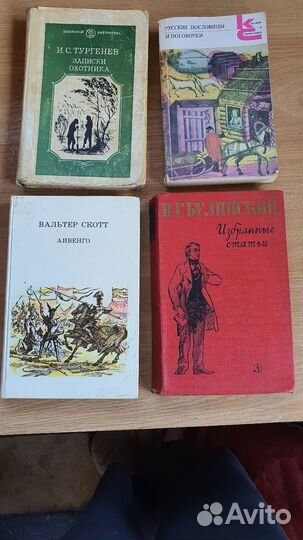 ШКОЛЬНАЯ БИБЛИОТЕКА
И.С.ТУРГЕНЕВ
ЗАПИСКИ
ОХОТНИКА
РУССКИЕ ПОСЛОВИЦЫ
И ПОГОВОРКИ
ВАЛЬТЕР СКОТТ
АЙВЕНГО
В.Г.БЕЛИНСКИЙ
Избранные
статьи
Avito